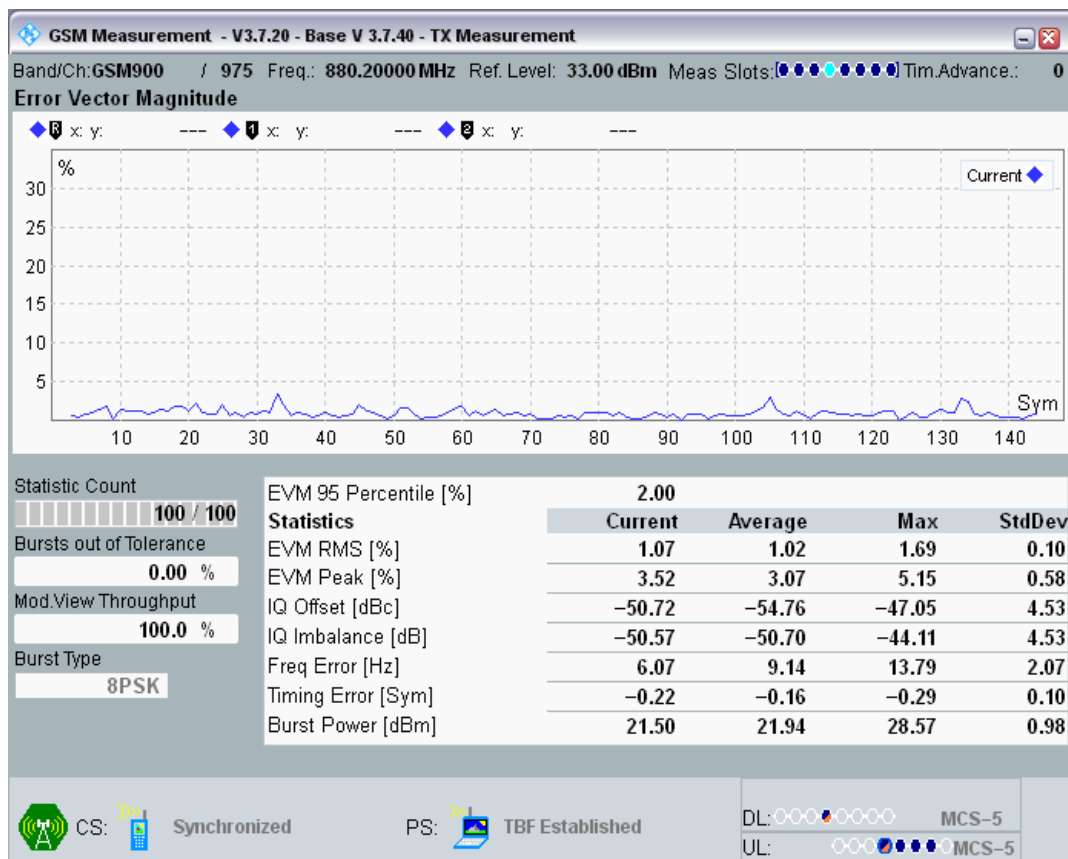 GSM Measurement - V3.7.20 - Base V 3.7.40 - TX Measurement
Band/Ch:GSM900 / 975 Freq.: 880.20000 MHz Ref. Level: 33.00 dBm Meas Slots: Tim.Advance.: 0
Error Vector Magnitude
R x: y: --- 1 x: y: --- 2 x: y: ---
%
Current
30
25
20
15
10
5
Sym
10 20 30 40 50 60 70 80 90 100 110 120 130 140
Statistic Count
100 / 100
Bursts out of Tolerance
0.00 %
Mod.View Throughput
100.0 %
Burst Type
8PSK
EVM 95 Percentile [%] 2.00
Statistics Current Average Max StdDev
EVM RMS [%] 1.07 1.02 1.69 0.10
EVM Peak [%] 3.52 3.07 5.15 0.58
IQ Offset [dBc] −50.72 −54.76 −47.05 4.53
IQ Imbalance [dB] −50.57 −50.70 −44.11 4.53
Freq Error [Hz] 6.07 9.14 13.79 2.07
Timing Error [Sym] −0.22 −0.16 −0.29 0.10
Burst Power [dBm] 21.50 21.94 28.57 0.98
CS: Synchronized PS: TBF Established
DL: MCS−5
UL: MCS−5